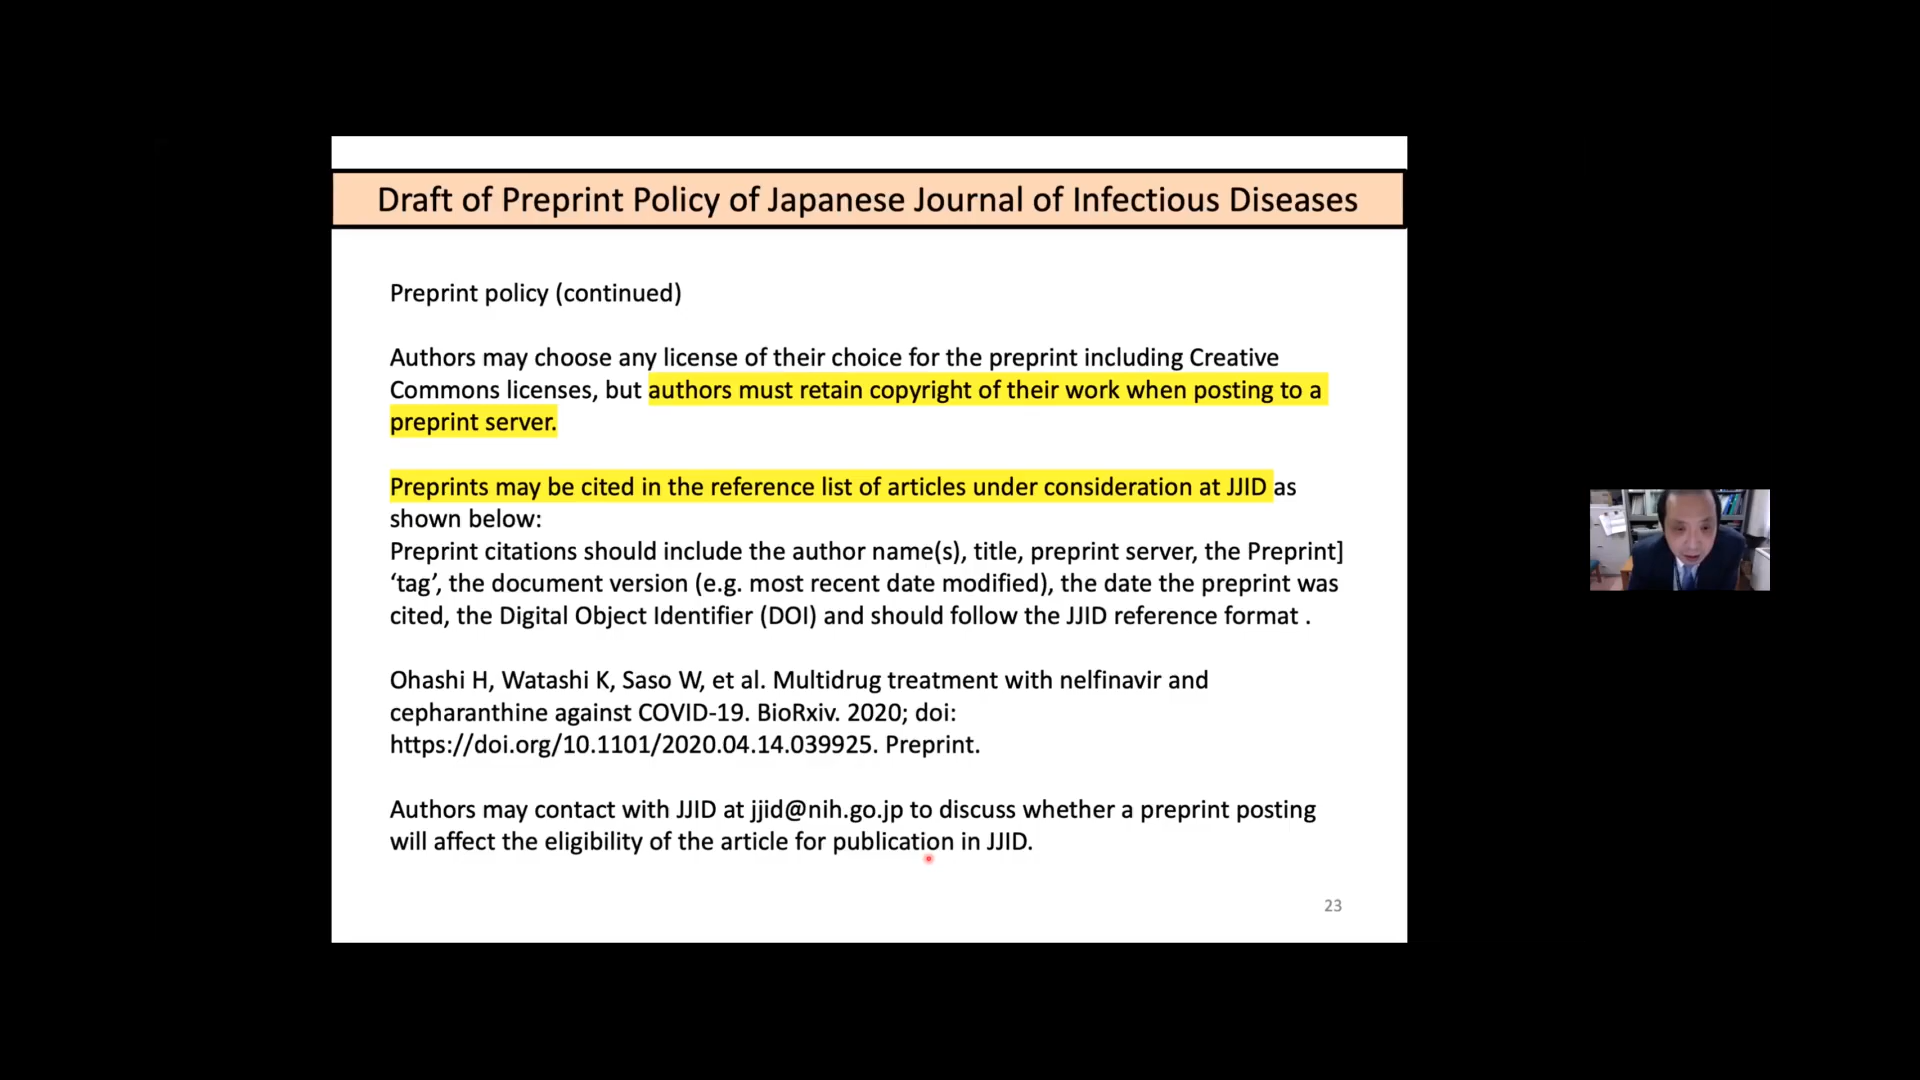 Draft of Preprint Policy of Japanese Journal of Infectious Diseases
Preprint policy (continued)
Authors may choose any license of their choice for the preprint including Creative
Commons licenses, but authors must retain copyright of their work when posting to a
preprint server.
Preprints may be cited in the reference list of articles under consideration at JJID as
shown below:
Preprint citations should include the author name(s), title, preprint server, the Preprint]
‘tag’, the document version (e.g. most recent date modified), the date the preprint was
cited, the Digital Object Identifier (DOI) and should follow the JJID reference format .
Ohashi H, Watashi K, Saso W, et al. Multidrug treatment with nelfinavir and
cepharanthine against COVID-19. BioRxiv. 2020; doi:
https://doi.org/10.1101/2020.04.14.039925. Preprint.
Authors may contact with JJID at jjid@nih.go.jp to discuss whether a preprint posting
will affect the eligibility of the article for publication in JJID.
23